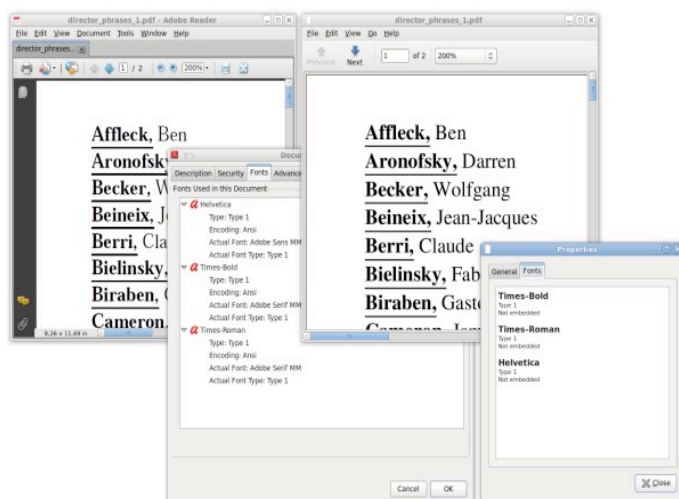 director_phrases_1.pdf - Adobe Reader
File Edit View Document Tools Window Help
director_phrases...
1 / 2 200%
Affleck, Ben
Aronofsky
Becker, W
Beineix, J
Berri, Cla
Bielinsky,
Biraben,
Cameron,
8,26 x 11,69 in
Docu
Description Security Fonts Advance
Fonts Used in this Document
Helvetica
Type: Type 1
Encoding: Ansi
Actual Font: Adobe Sans MM
Actual Font Type: Type 1
Times-Bold
Type: Type 1
Encoding: Ansi
Actual Font: Adobe Serif MM
Actual Font Type: Type 1
Times-Roman
Type: Type 1
Encoding: Ansi
Actual Font: Adobe Serif MM
Actual Font Type: Type 1
Cancel OK
director_phrases_1.pdf
File Edit View Go Help
Previous Next 1 of 2 200%
Affleck, Ben
Aronofsky, Darren
Becker, Wolfgang
Beineix, Jean-Jacques
Berri, Claude
Bielinsky, Fab
Biraben, Gasto
Cameron, Jam
Properties
General Fonts
Times-Bold
Type 1
Not embedded
Times-Roman
Type 1
Not embedded
Helvetica
Type 1
Not embedded
Close